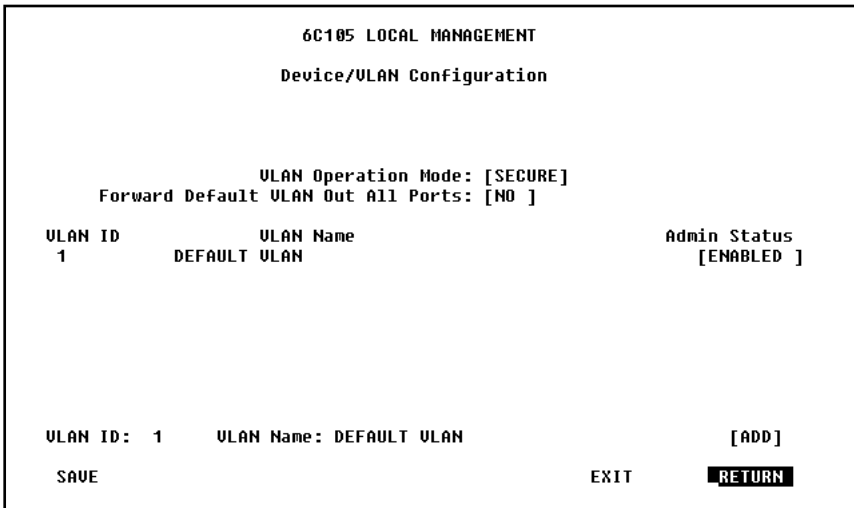 6C105 LOCAL MANAGEMENT
Device/VLAN Configuration
VLAN Operation Mode: [SECURE]
Forward Default VLAN Out All Ports: [NO ]
VLAN ID VLAN Name Admin Status
1 DEFAULT VLAN [ENABLED ]
VLAN ID: 1 VLAN Name: DEFAULT VLAN [ADD]
SAVE EXIT RETURN